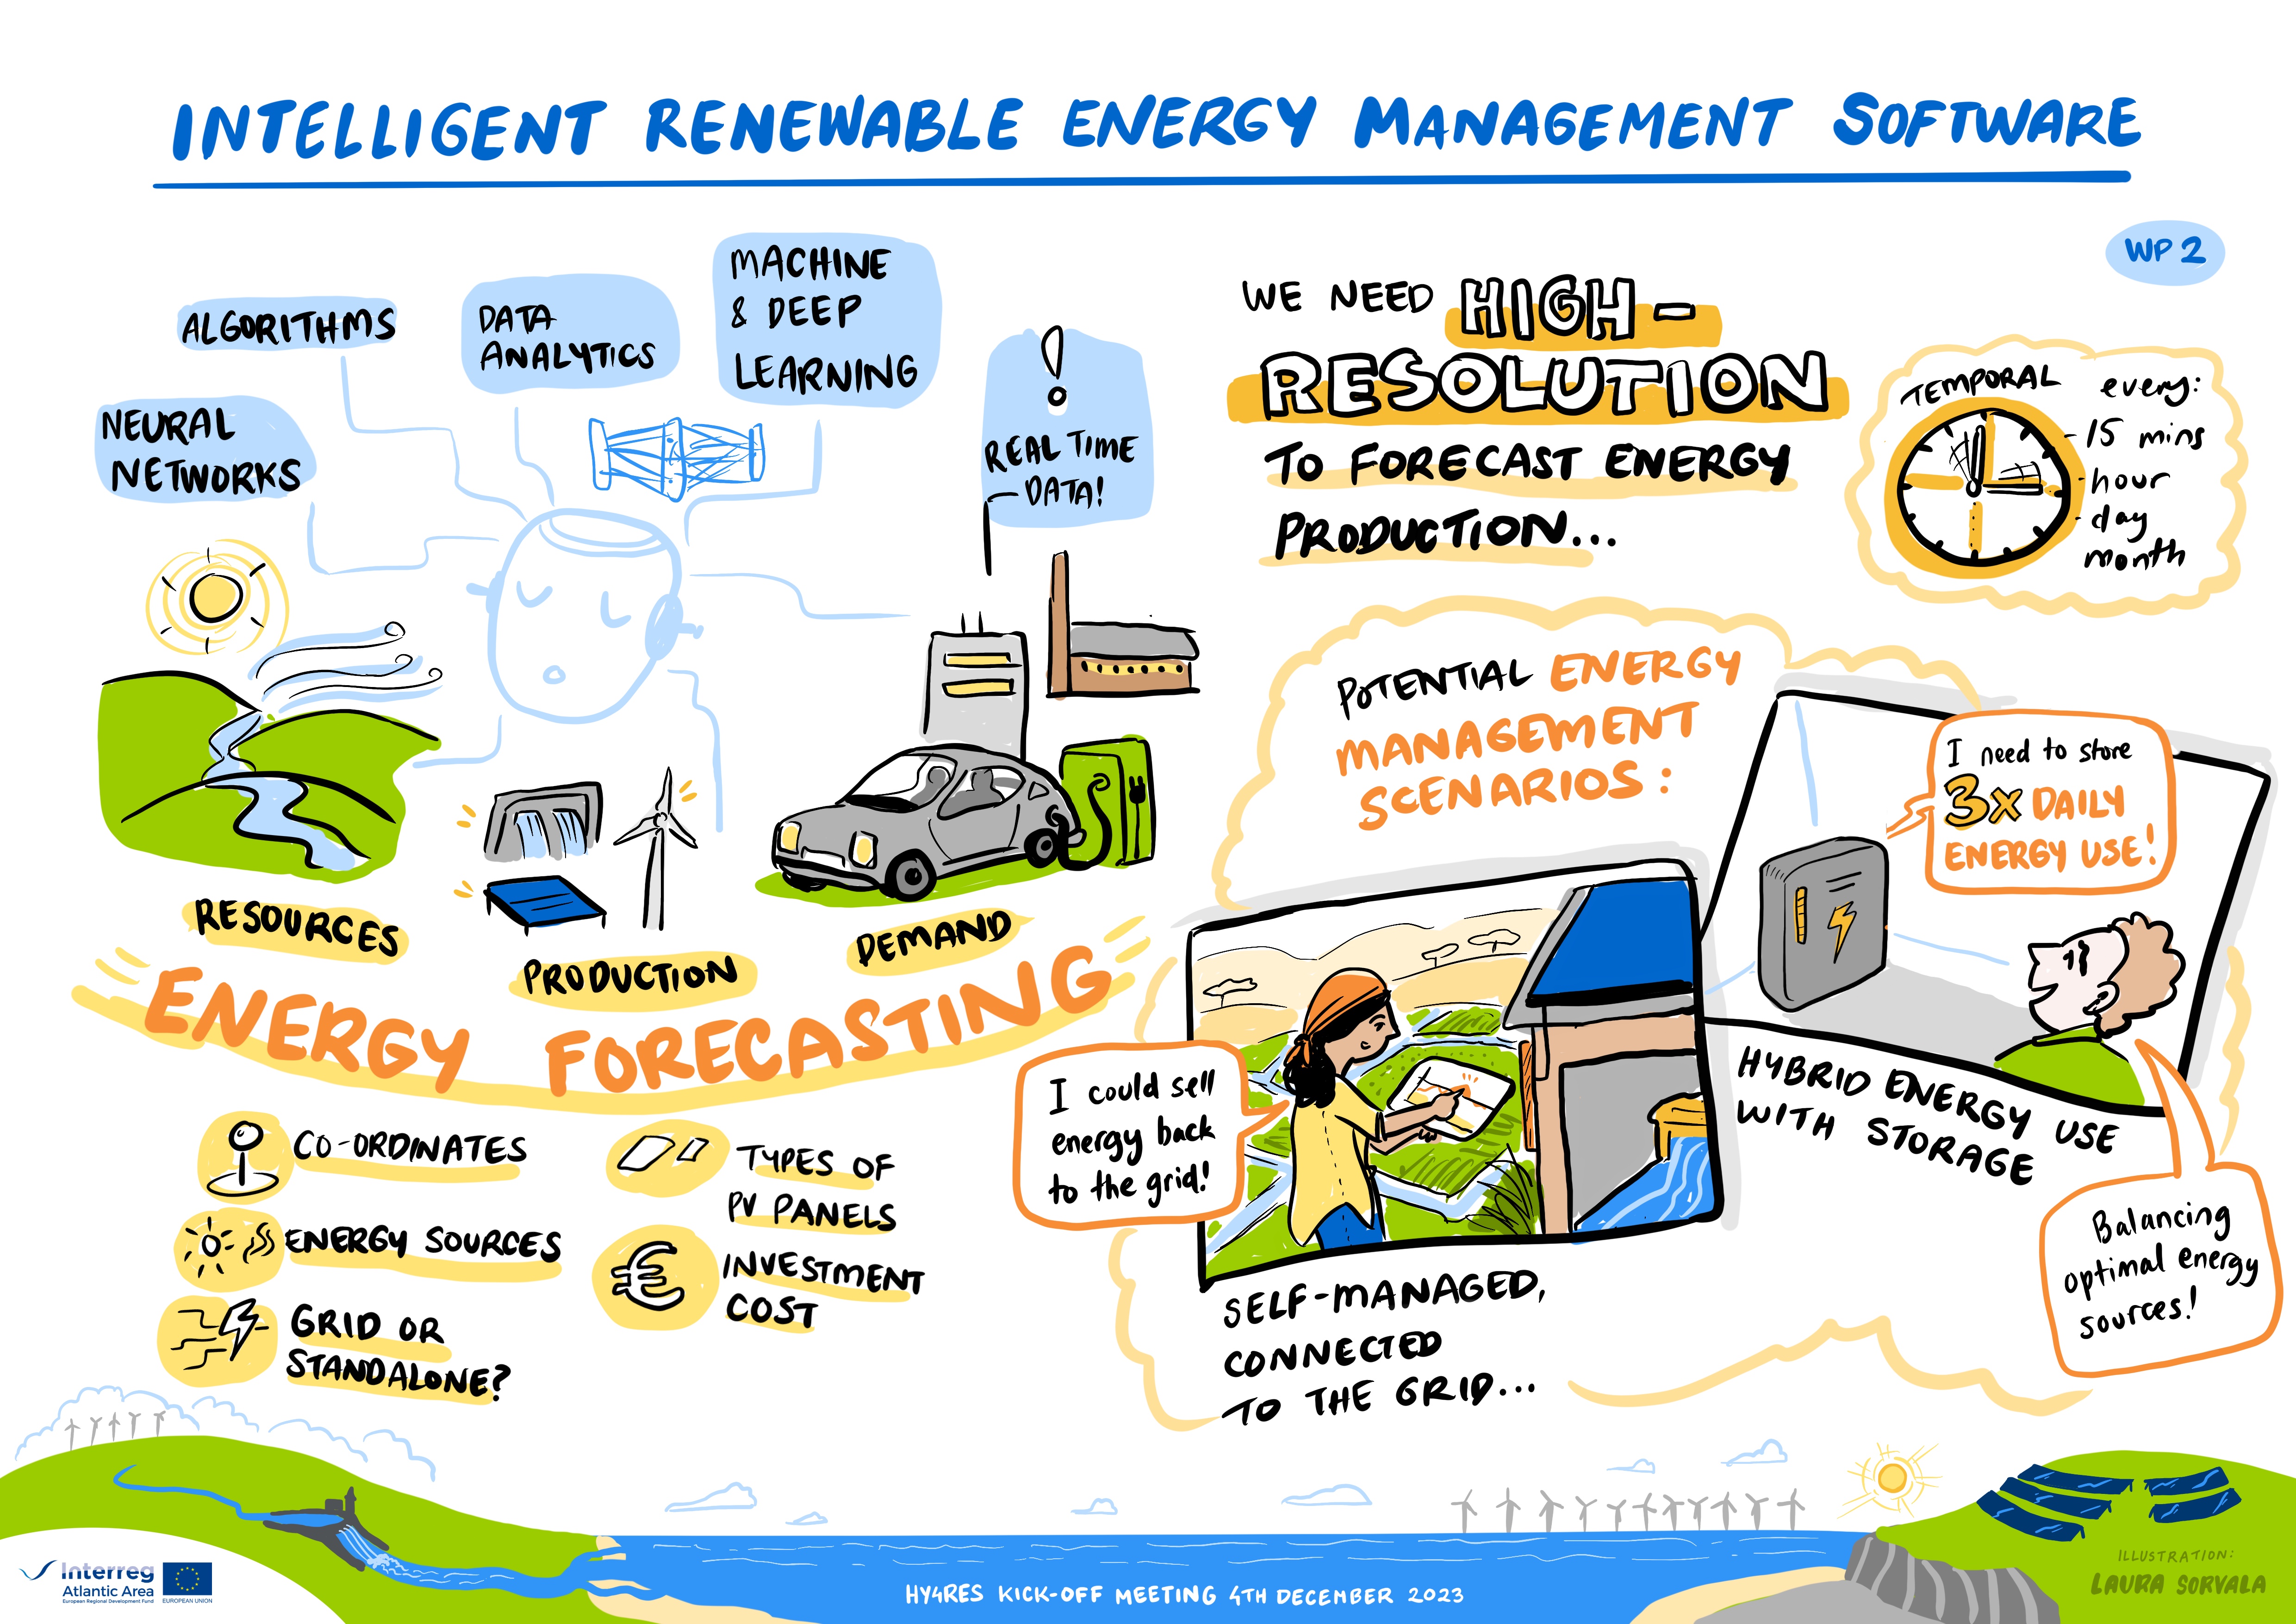 INTELLIGENT RENEWABLE ENERGY MANAGEMENT SOFTWARE
WP 2
ALGORITHMS
DATA
ANALYTICS
MACHINE
& DEEP
LEARNING
NEURAL
NETWORKS
!
REAL TIME
DATA!
RESOURCES
PRODUCTION
DEMAND
ENERGY FORECASTING
CO-ORDINATES
ENERGY SOURCES
GRID OR
STANDALONE?
TYPES OF
PV PANELS
€
INVESTMENT
COST
WE NEED HIGH-
RESOLUTION
TO FORECAST ENERGY
PRODUCTION...
TEMPORAL
every:
15 mins
hour
day
month
POTENTIAL ENERGY
MANAGEMENT
SCENARIOS:
I could sell
energy back
to the grid!
SELF-MANAGED,
CONNECTED
TO THE GRID...
I need to store
3x DAILY
ENERGY USE!
HYBRID ENERGY USE
WITH STORAGE
Balancing
optimal energy
sources!
Interreg
Atlantic Area
European Regional Development Fund
EUROPEAN UNION
HY4RES KICK-OFF MEETING 4TH DECEMBER 2023
ILLUSTRATION:
LAURA SORVALA